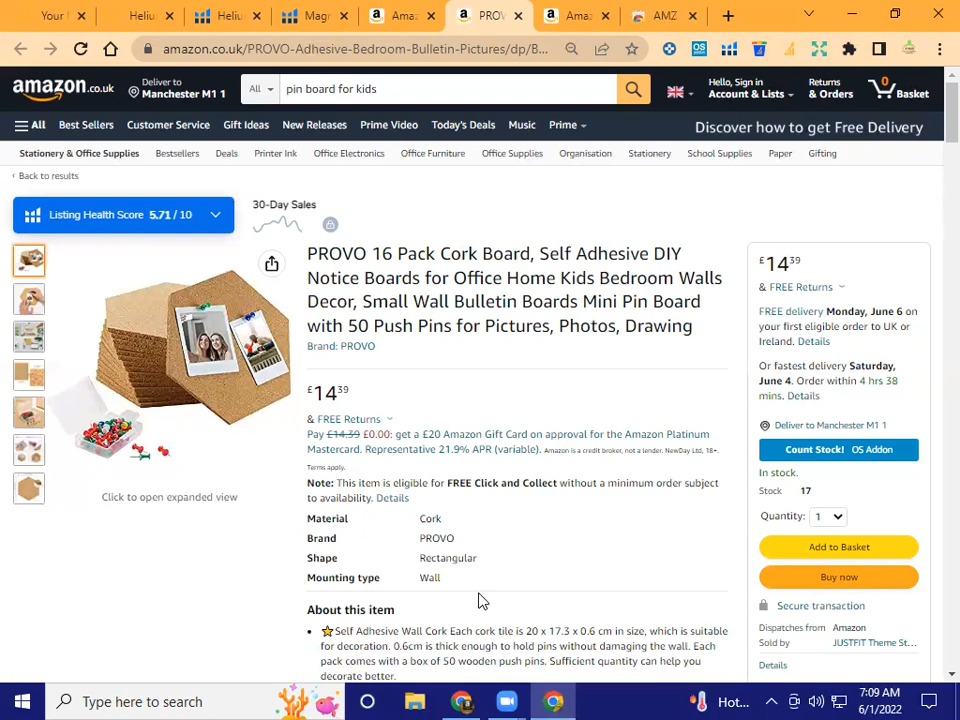 Your l
Heliu
Heliu
Magn
Amaz
PROV
Amaz
AMZ
amazon.co.uk/PROVO-Adhesive-Bedroom-Bulletin-Pictures/dp/B...
amazon.co.uk
Deliver to
Manchester M1 1
All
pin board for kids
Hello, Sign in
Account & Lists
Returns
& Orders
0
Basket
All
Best Sellers
Customer Service
Gift Ideas
New Releases
Prime Video
Today's Deals
Music
Prime
Discover how to get Free Delivery
Stationery & Office Supplies
Bestsellers
Deals
Printer Ink
Office Electronics
Office Furniture
Office Supplies
Organisation
Stationery
School Supplies
Paper
Gifting
‹ Back to results
Listing Health Score 5.71 / 10
30-Day Sales
PROVO 16 Pack Cork Board, Self Adhesive DIY
Notice Boards for Office Home Kids Bedroom Walls
Decor, Small Wall Bulletin Boards Mini Pin Board
with 50 Push Pins for Pictures, Photos, Drawing
Brand: PROVO
£14.39
& FREE Returns
Pay £14.39 £0.00: get a £20 Amazon Gift Card on approval for the Amazon Platinum
Mastercard. Representative 21.9% APR (variable). Amazon is a credit broker, not a lender. NewDay Ltd, 18+.
Terms apply.
Note: This item is eligible for FREE Click and Collect without a minimum order subject
to availability. Details
Material Cork
Brand PROVO
Shape Rectangular
Mounting type Wall
About this item
• ⭐Self Adhesive Wall Cork Each cork tile is 20 x 17.3 x 0.6 cm in size, which is suitable
for decoration. 0.6cm is thick enough to hold pins without damaging the wall. Each
pack comes with a box of 50 wooden push pins. Sufficient quantity can help you
decorate better.
Click to open expanded view
£14.39
& FREE Returns
FREE delivery Monday, June 6 on
your first eligible order to UK or
Ireland. Details
Or fastest delivery Saturday,
June 4. Order within 4 hrs 38
mins. Details
Deliver to Manchester M1 1
Count Stock! OS Addon
In stock.
Stock 17
Quantity: 1
Add to Basket
Buy now
Secure transaction
Dispatches from Amazon
Sold by JUSTFIT Theme St...
Details
Type here to search
Hot...
7:09 AM
6/1/2022